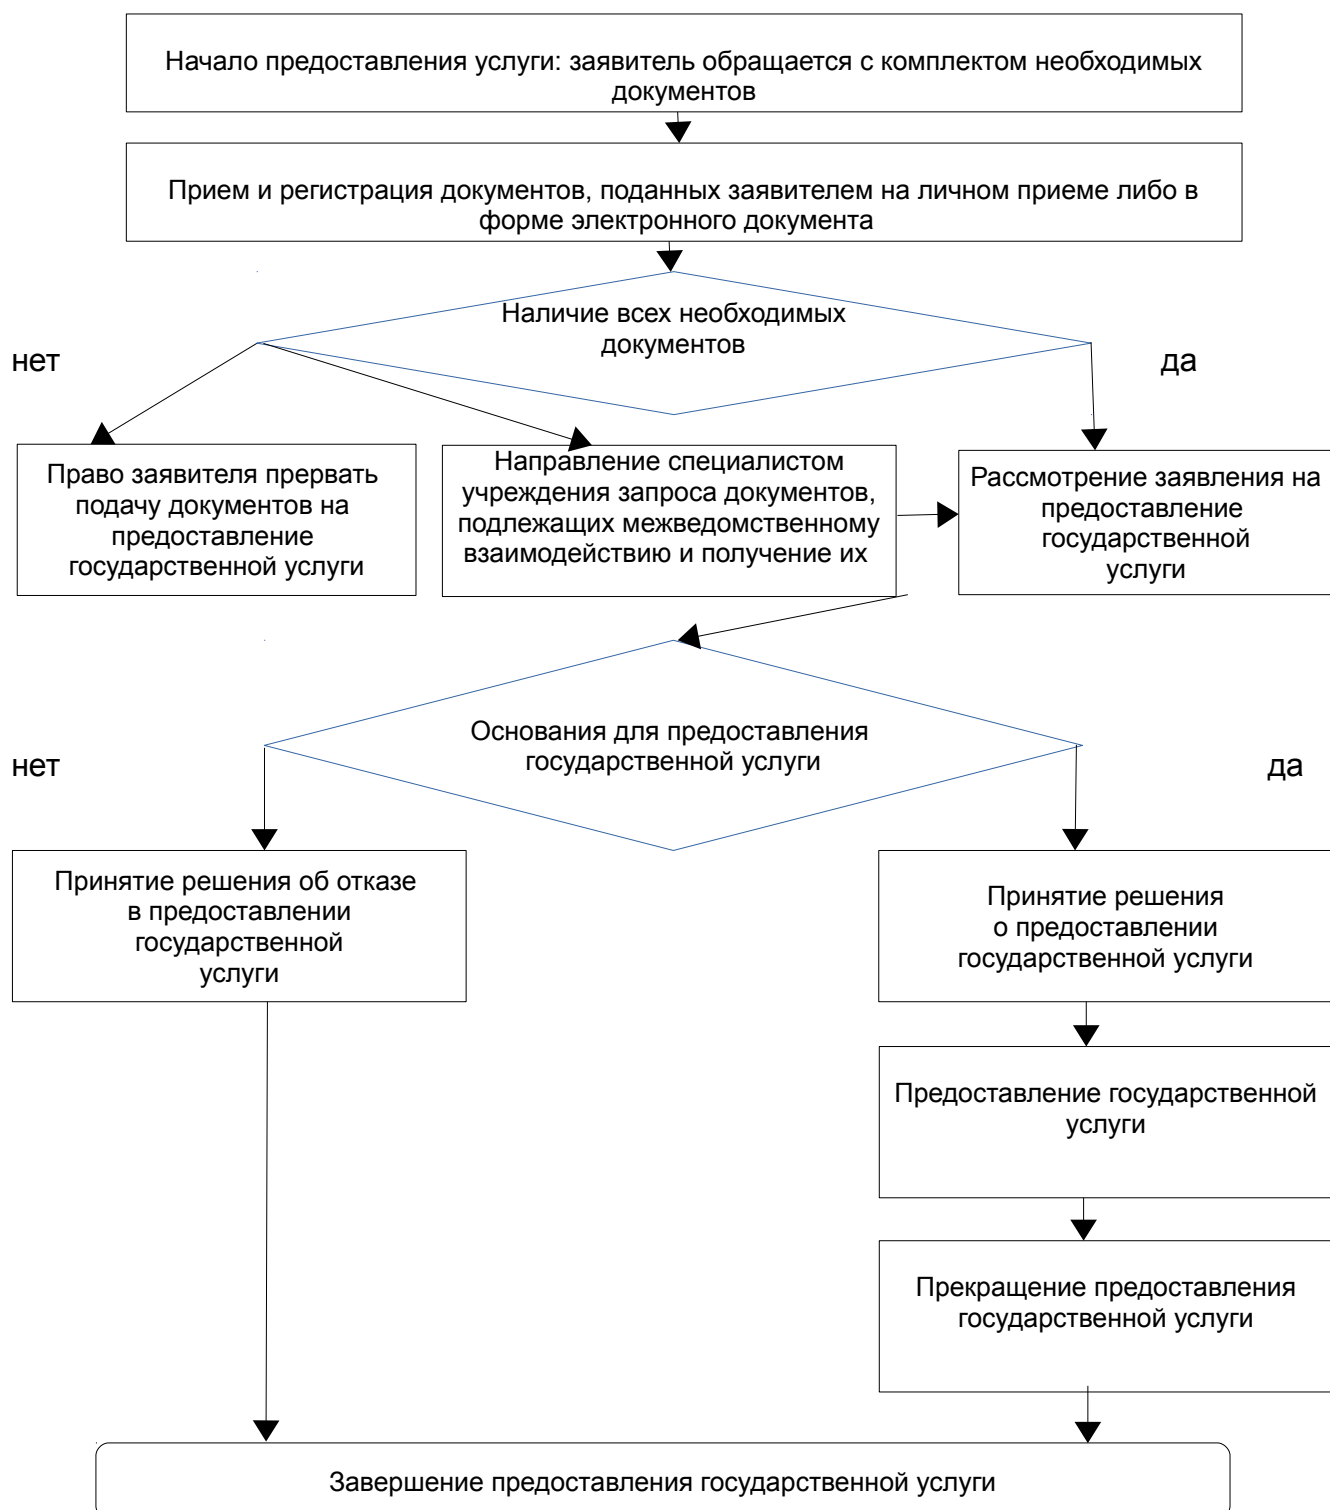 Начало предоставления услуги: заявитель обращается с комплектом необходимых
документов
Прием и регистрация документов, поданных заявителем на личном приеме либо в
форме электронного документа
Наличие всех необходимых
документов
нет
да
Право заявителя прервать
подачу документов на
предоставление
государственной услуги
Направление специалистом
учреждения запроса документов,
подлежащих межведомственному
взаимодействию и получение их
Рассмотрение заявления на
предоставление
государственной
услуги
Основания для предоставления
государственной услуги
нет
да
Принятие решения об отказе
в предоставлении
государственной
услуги
Принятие решения
о предоставлении
государственной услуги
Предоставление государственной
услуги
Прекращение предоставления
государственной услуги
Завершение предоставления государственной услуги